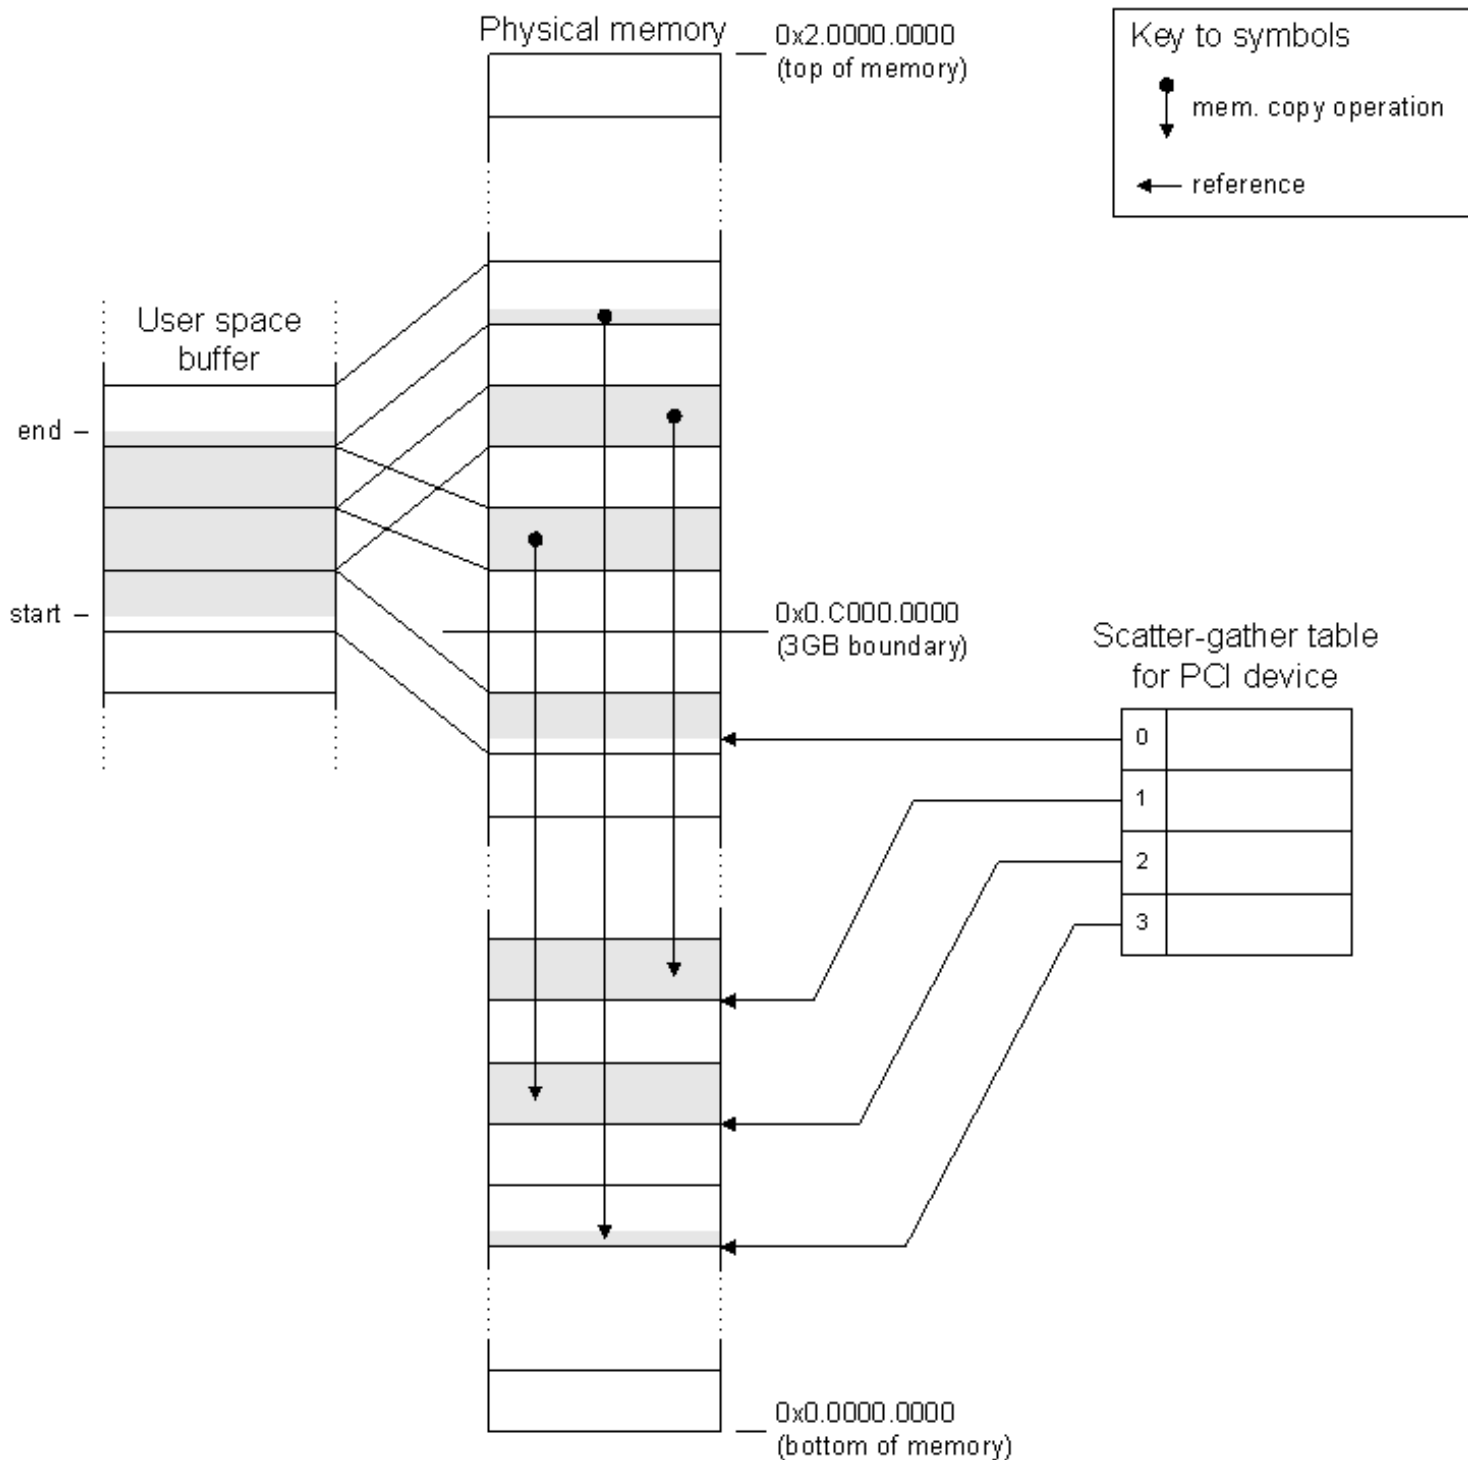 Physical memory
0x2.0000.0000
(top of memory)
Key to symbols
mem. copy operation
reference
User space
buffer
end
start
0x0.C000.0000
(3GB boundary)
Scatter-gather table
for PCI device
0
1
2
3
0x0.0000.0000
(bottom of memory)